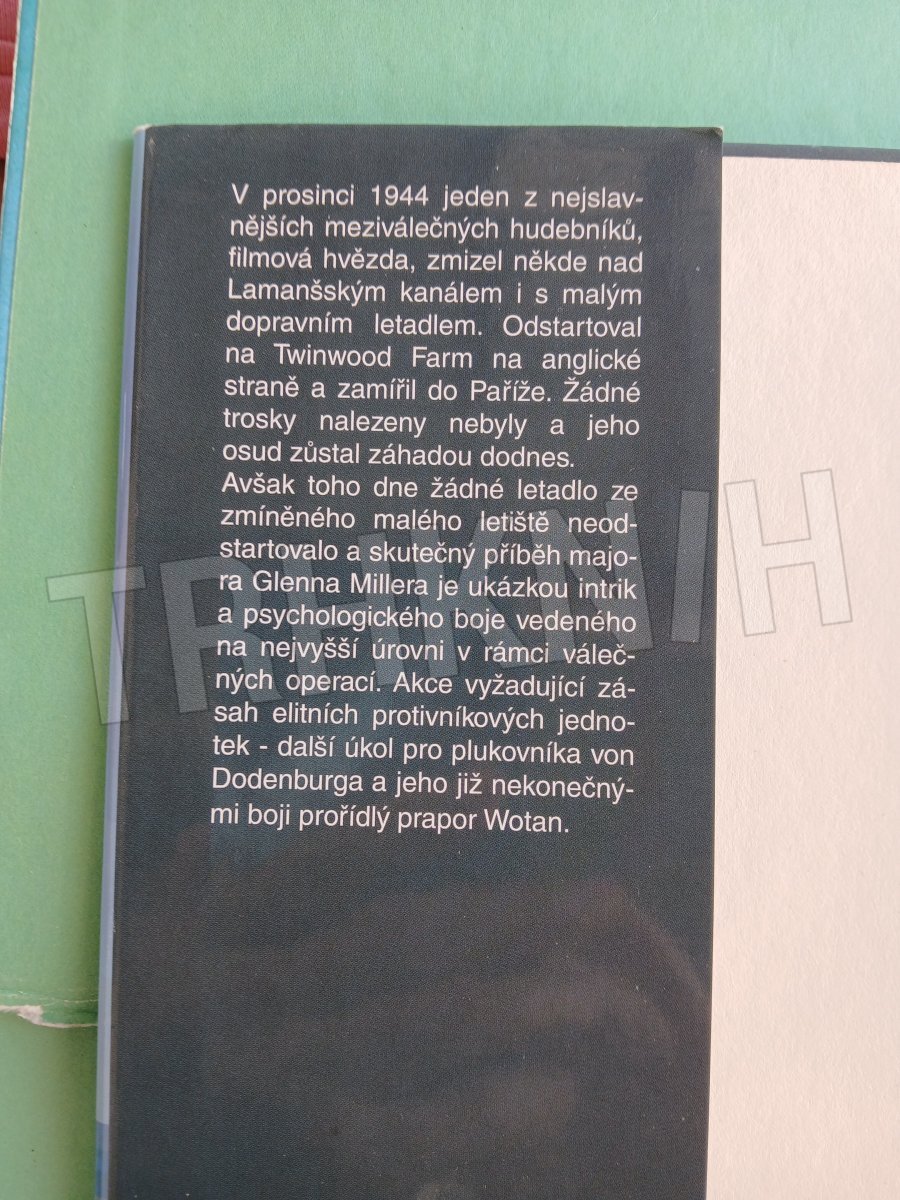 V prosinci 1944 jeden z nejslav-
nějších meziválečných hudebníků,
filmová hvězda, zmizel někde nad
Lamanšským kanálem i s malým
dopravním letadlem. Odstartoval
na Twinwood Farm na anglické
straně a zamířil do Paříže. Žádné
trosky nalezeny nebyly a jeho
osud zůstal záhadou dodnes.
Avšak toho dne žádné letadlo ze
zmíněného malého letiště neod-
startovalo a skutečný příběh majo-
ra Glenna Millera je ukázkou intrik
a psychologického boje vedeného
na nejvyšší úrovni v rámci váleč-
ných operací. Akce vyžadující zá-
sah elitních protivníkových jedno-
tek - další úkol pro plukovníka von
Dodenburga a jeho již nekonečný-
mi boji prořídlý prapor Wotan.
TRHKNIH